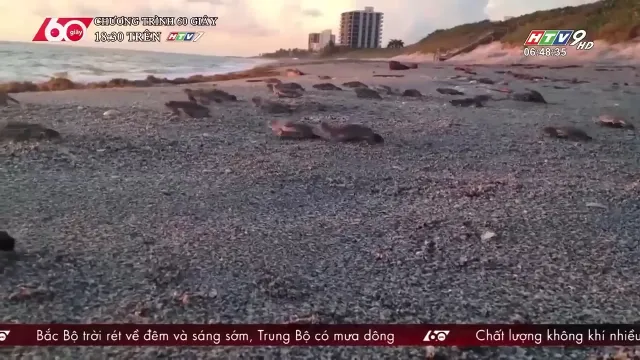 60 giây
CHƯƠNG TRÌNH 60 GIÂY
18:30 TRÊN HTV7
HTV9 HD
06:48:35
Bắc Bộ trời rét về đêm và sáng sớm, Trung Bộ có mưa dông
60 giây
Chất lượng không khí nhiều